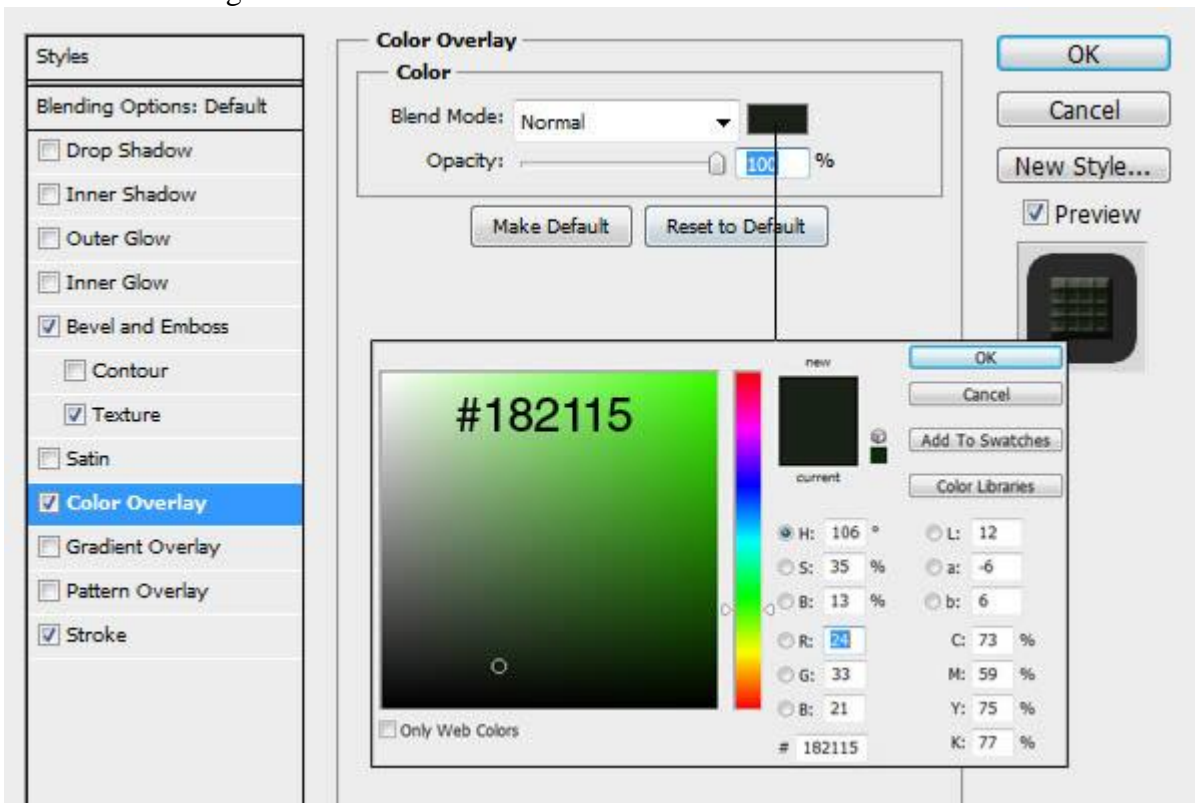 Styles
Blending Options: Default
Drop Shadow
Inner Shadow
Outer Glow
Inner Glow
Bevel and Emboss
Contour
Texture
Satin
Color Overlay
Gradient Overlay
Pattern Overlay
Stroke
Color Overlay
Color
Blend Mode: Normal
Opacity: 100 %
Make Default Reset to Default
OK
Cancel
New Style...
Preview
#182115
new
current
OK
Cancel
Add To Swatches
Color Libraries
H: 106 °
S: 35 %
B: 13 %
R: 24
G: 33
B: 21
# 182115
L: 12
a: -6
b: 6
C: 73 %
M: 59 %
Y: 75 %
K: 77 %
Only Web Colors